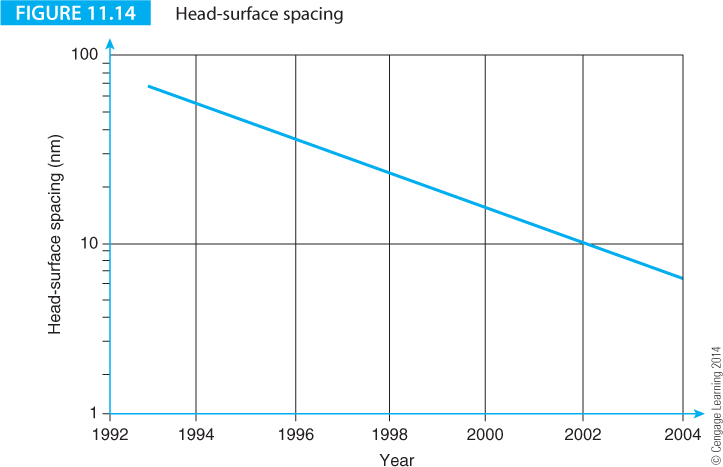 FIGURE 11.14 Head-surface spacing
100
10
1
Head-surface spacing (nm)
1992 1994 1996 1998 2000 2002 2004
Year
© Cengage Learning 2014